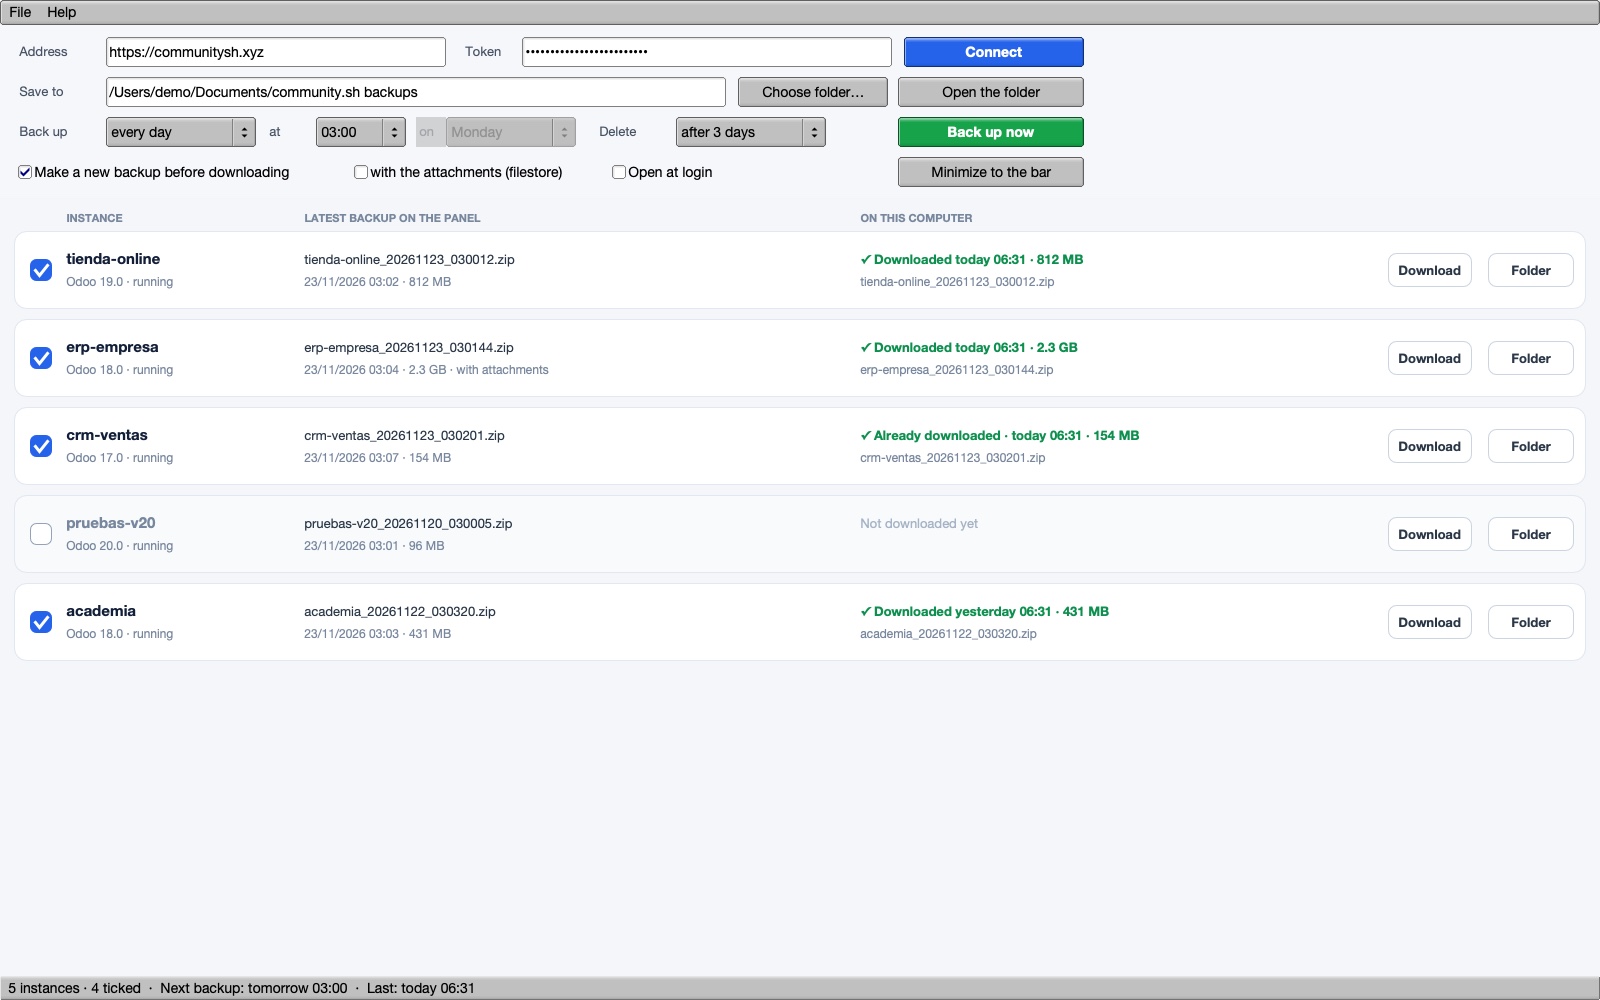 File Help
Address https://communitysh.xyz Token ••••••••••••••••••••••••• Connect
Save to /Users/demo/Documents/community.sh backups Choose folder... Open the folder
Back up every day at 03:00 on Monday Delete after 3 days Back up now
Make a new backup before downloading with the attachments (filestore) Open at login Minimize to the bar
INSTANCE LATEST BACKUP ON THE PANEL ON THIS COMPUTER
tienda-online tienda-online_20261123_030012.zip ✓ Downloaded today 06:31 · 812 MB
Odoo 19.0 · running 23/11/2026 03:02 · 812 MB tienda-online_20261123_030012.zip Download Folder
erp-empresa erp-empresa_20261123_030144.zip ✓ Downloaded today 06:31 · 2.3 GB
Odoo 18.0 · running 23/11/2026 03:04 · 2.3 GB · with attachments erp-empresa_20261123_030144.zip Download Folder
crm-ventas crm-ventas_20261123_030201.zip ✓ Already downloaded · today 06:31 · 154 MB
Odoo 17.0 · running 23/11/2026 03:07 · 154 MB crm-ventas_20261123_030201.zip Download Folder
pruebas-v20 pruebas-v20_20261120_030005.zip Not downloaded yet
Odoo 20.0 · running 23/11/2026 03:01 · 96 MB Download Folder
academia academia_20261122_030320.zip ✓ Downloaded yesterday 06:31 · 431 MB
Odoo 18.0 · running 23/11/2026 03:03 · 431 MB academia_20261122_030320.zip Download Folder
5 instances · 4 ticked · Next backup: tomorrow 03:00 · Last: today 06:31